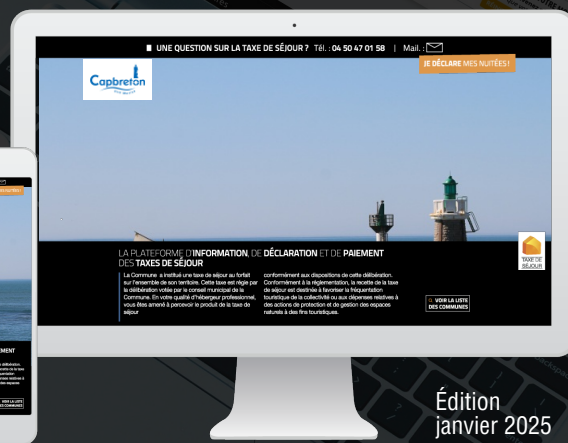 UNE QUESTION SUR LA TAXE DE SÉJOUR ? Tél. : 04 50 47 01 58 | Mail. :
JE DÉCLARE MES NUITÉES !
Capbreton
LA PLATEFORME D'INFORMATION, DE DÉCLARATION ET DE PAIEMENT
DES TAXES DE SÉJOUR
La Commune a institué une taxe de séjour au forfait
sur l'ensemble de son territoire. Cette taxe est régie par
la délibération votée par le conseil municipal de la
Commune. En votre qualité d'hébergeur professionnel,
vous êtes amené à percevoir le produit de la taxe de
séjour
conformément aux dispositions de cette délibération.
Conformément à la réglementation, la recette de la taxe
de séjour est destinée à favoriser la fréquentation
touristique de la collectivité ou aux dépenses relatives à
des actions de protection et de gestion des espaces
naturels à des fins touristiques.
TAXE DE
SÉJOUR
VOIR LA LISTE
DES COMMUNES
VOIR LA LISTE
DES COMMUNES
Édition
janvier 2025